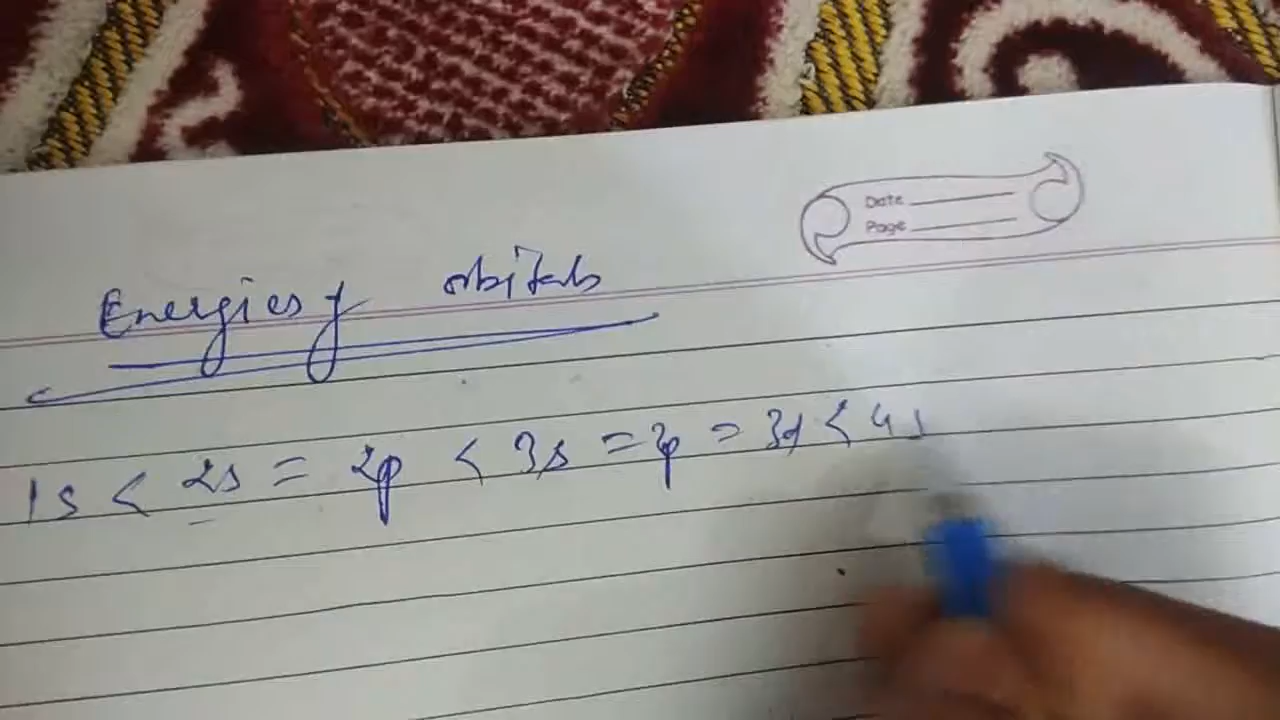 Date
Page
Energies of orbitals
1s < 2s = 2p < 3s = 3p = 3d < 4s